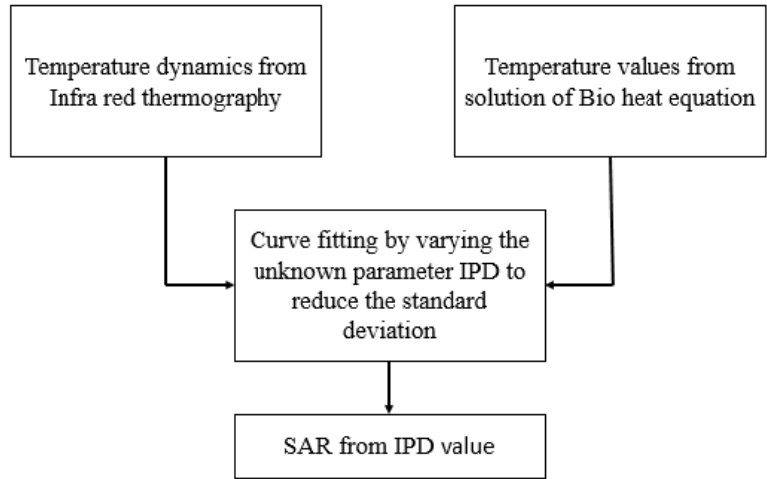 Temperature dynamics from
Infra red thermography
Temperature values from
solution of Bio heat equation
Curve fitting by varying the
unknown parameter IPD to
reduce the standard
deviation
SAR from IPD value